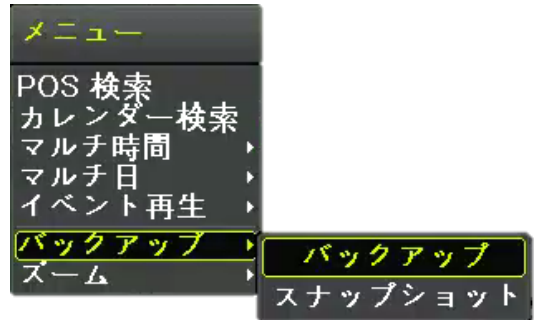 メニュー
POS 検索
カレンダー検索
マルチ時間
マルチ日
イベント再生
バックアップ
ズーム
バックアップ
スナップショット